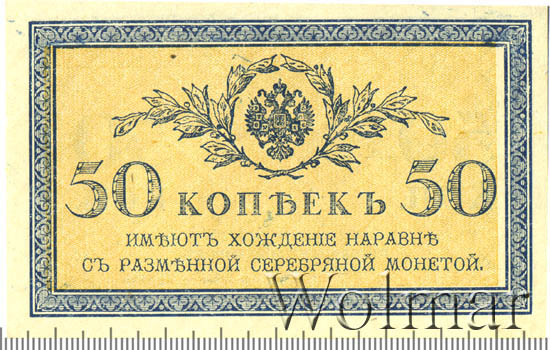 50 КОПѢЕКЪ 50
ИМѢЮТЪ ХОЖДЕНІЕ НАРАВНѢ
СЪ РАЗМѢННОЙ СЕРЕБРЯНОЙ МОНЕТОЙ.
Wolmar